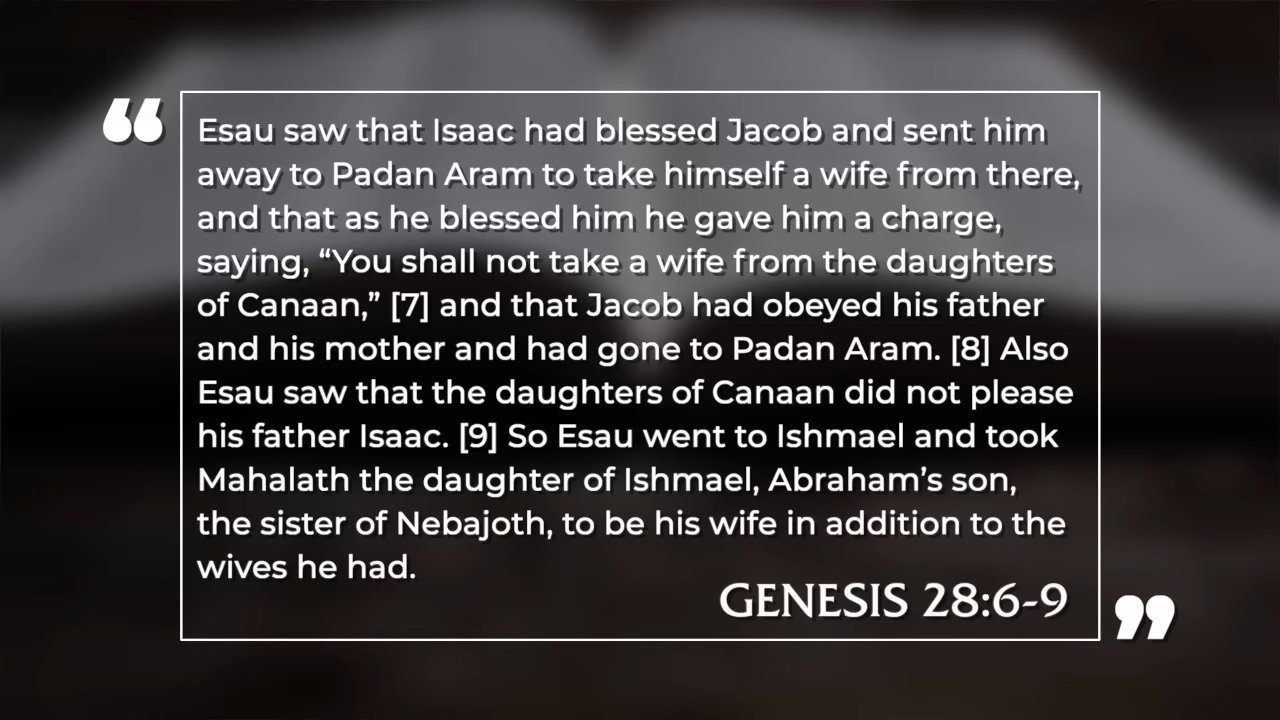 “
Esau saw that Isaac had blessed Jacob and sent him
away to Padan Aram to take himself a wife from there,
and that as he blessed him he gave him a charge,
saying, “You shall not take a wife from the daughters
of Canaan,” [7] and that Jacob had obeyed his father
and his mother and had gone to Padan Aram. [8] Also
Esau saw that the daughters of Canaan did not please
his father Isaac. [9] So Esau went to Ishmael and took
Mahalath the daughter of Ishmael, Abraham’s son,
the sister of Nebajoth, to be his wife in addition to the
wives he had.
GENESIS 28:6-9
”